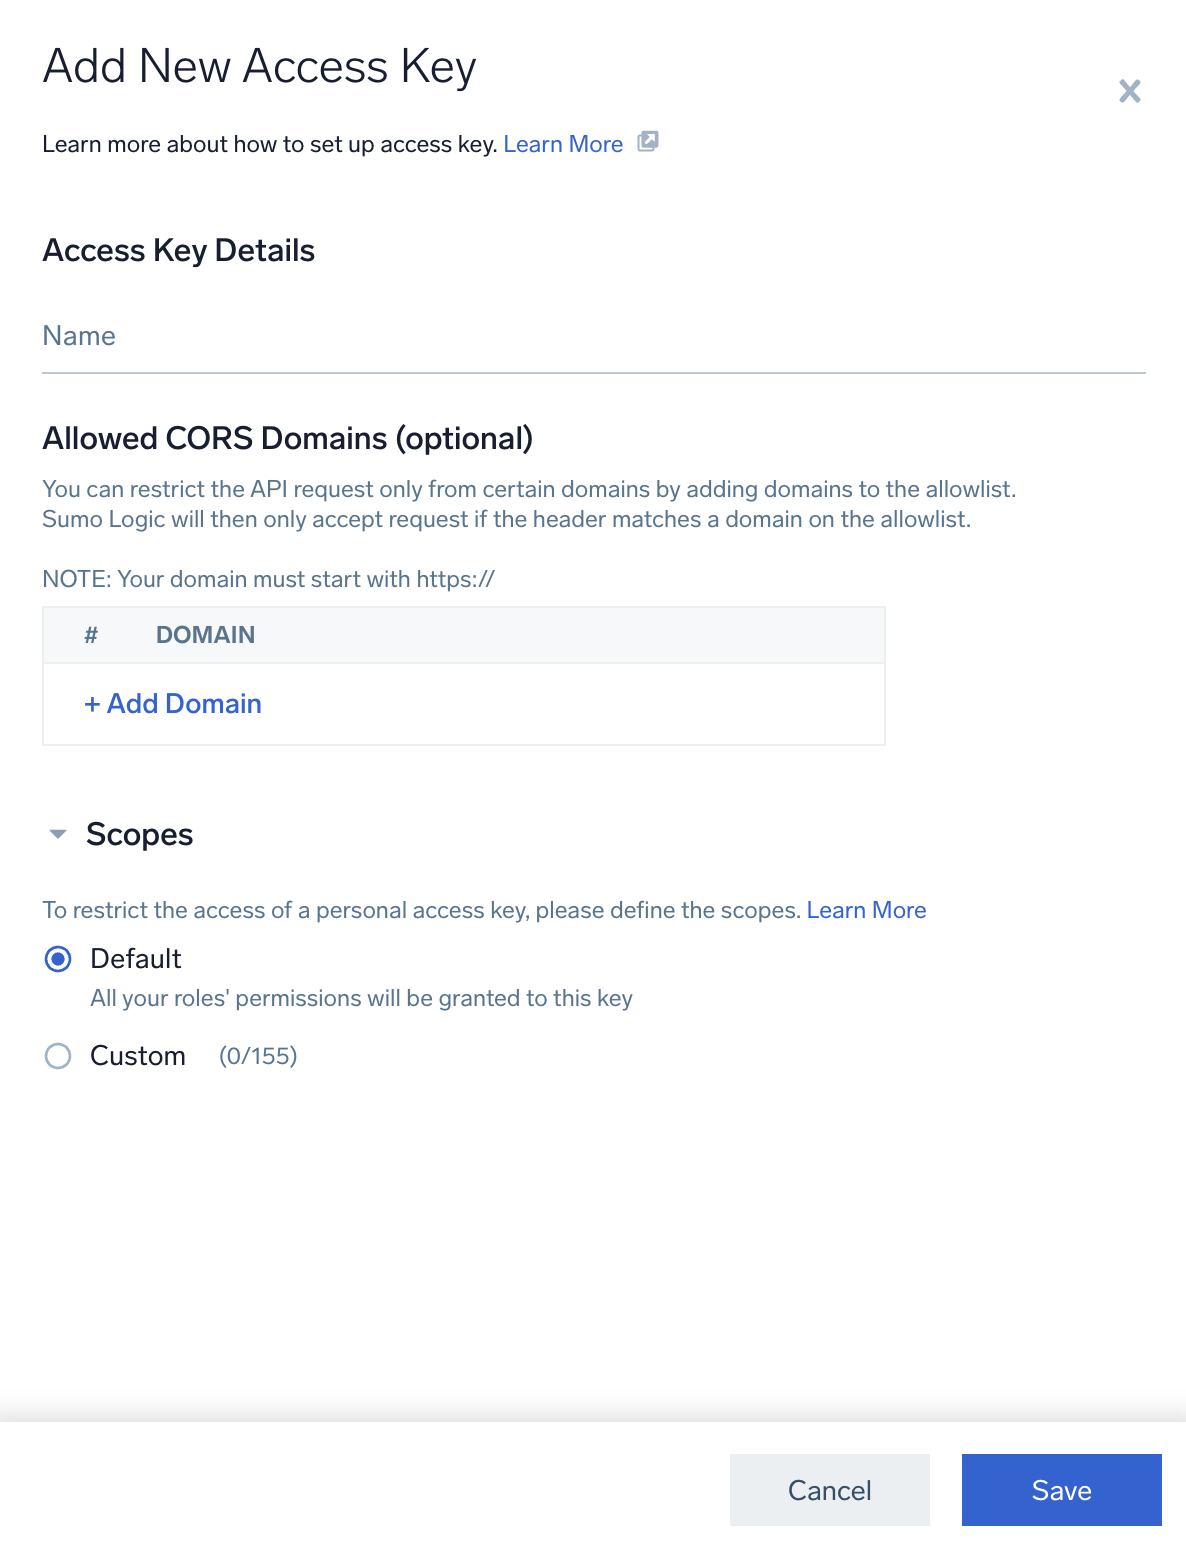 Add New Access Key
Learn more about how to set up access key. Learn More
Access Key Details
Name
Allowed CORS Domains (optional)
You can restrict the API request only from certain domains by adding domains to the allowlist.
Sumo Logic will then only accept request if the header matches a domain on the allowlist.
NOTE: Your domain must start with https://
# DOMAIN
+ Add Domain
Scopes
To restrict the access of a personal access key, please define the scopes. Learn More
Default
All your roles' permissions will be granted to this key
Custom (0/155)
Cancel Save